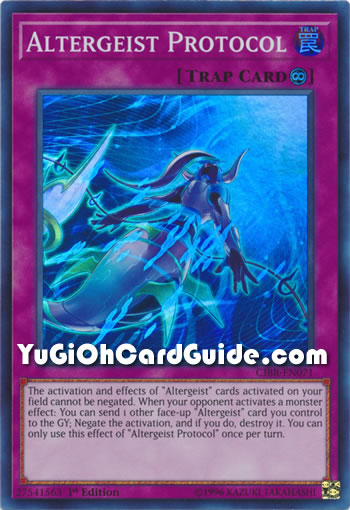 ALTERGEIST PROTOCOL
TRAP
罠
[TRAP CARD ]
YuGiOhCardGuide.com
CIBR-EN071
The activation and effects of "Altergeist" cards activated on your
field cannot be negated. When your opponent activates a monster
effect: You can send 1 other face-up "Altergeist" card you control
to the GY; Negate the activation, and if you do, destroy it. You can
only use this effect of "Altergeist Protocol" once per turn.
27541563 1st Edition ©1996 KAZUKI TAKAHASHI